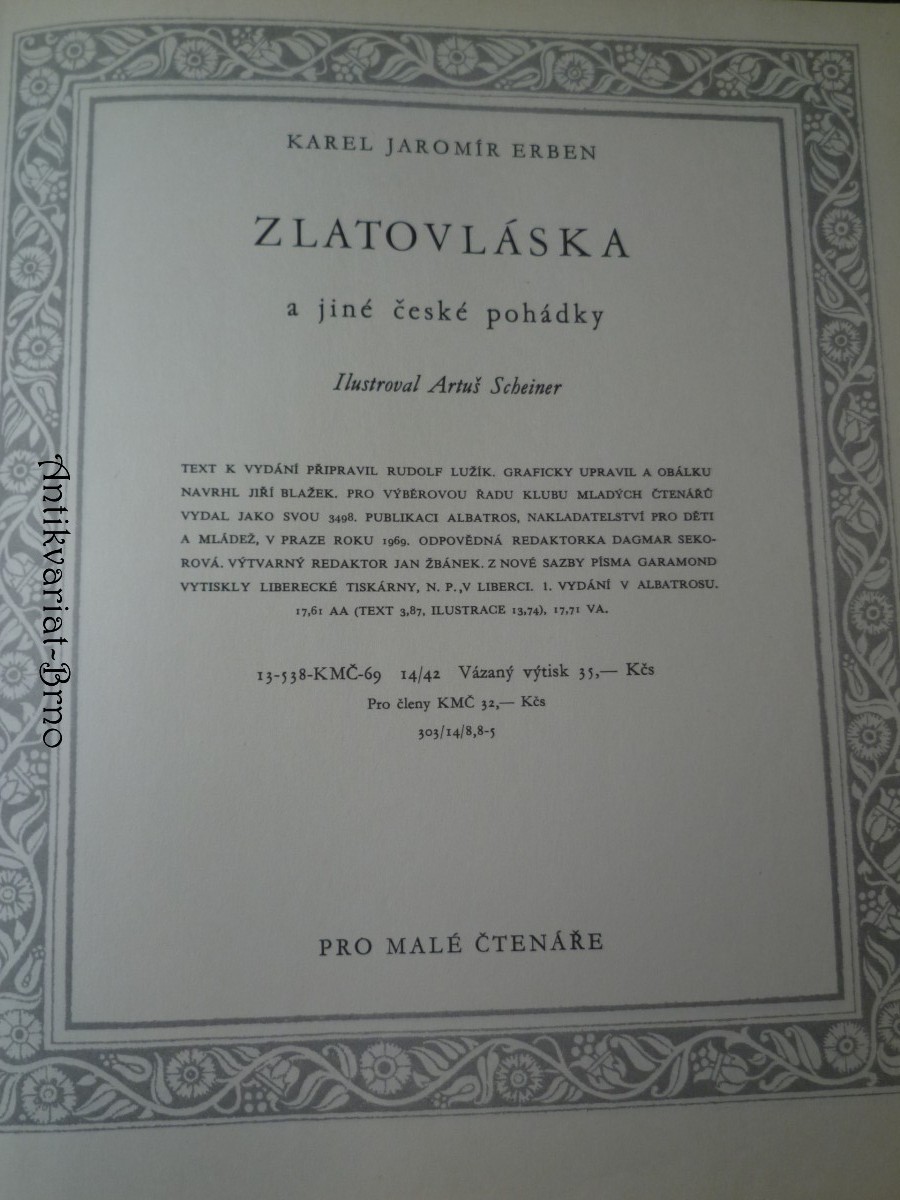 KAREL JAROMÍR ERBEN
ZLATOVLÁSKA
a jiné české pohádky
Ilustroval Artuš Scheiner
TEXT K VYDÁNÍ PŘIPRAVIL RUDOLF LUŽÍK. GRAFICKY UPRAVIL A OBÁLKU
NAVRHL JIŘÍ BLAŽEK. PRO VÝBĚROVOU ŘADU KLUBU MLADÝCH ČTENÁŘŮ
VYDAL JAKO SVOU 3498. PUBLIKACI ALBATROS, NAKLADATELSTVÍ PRO DĚTI
A MLÁDEŽ, V PRAZE ROKU 1969. ODPOVĚDNÁ REDAKTORKA DAGMAR SEKO-
ROVÁ. VÝTVARNÝ REDAKTOR JAN ŽBÁNEK. Z NOVÉ SAZBY PÍSMA GARAMOND
VYTISKLY LIBERECKÉ TISKÁRNY, N. P., V LIBERCI. 1. VYDÁNÍ V ALBATROSU.
17,61 AA (TEXT 3,87, ILUSTRACE 13,74), 17,71 VA.
13-538-KMČ-69 14/42 Vázaný výtisk 35,— Kčs
Pro členy KMČ 32,— Kčs
303/14/8,8-5
PRO MALÉ ČTENÁŘE
Antikvariat-Brno